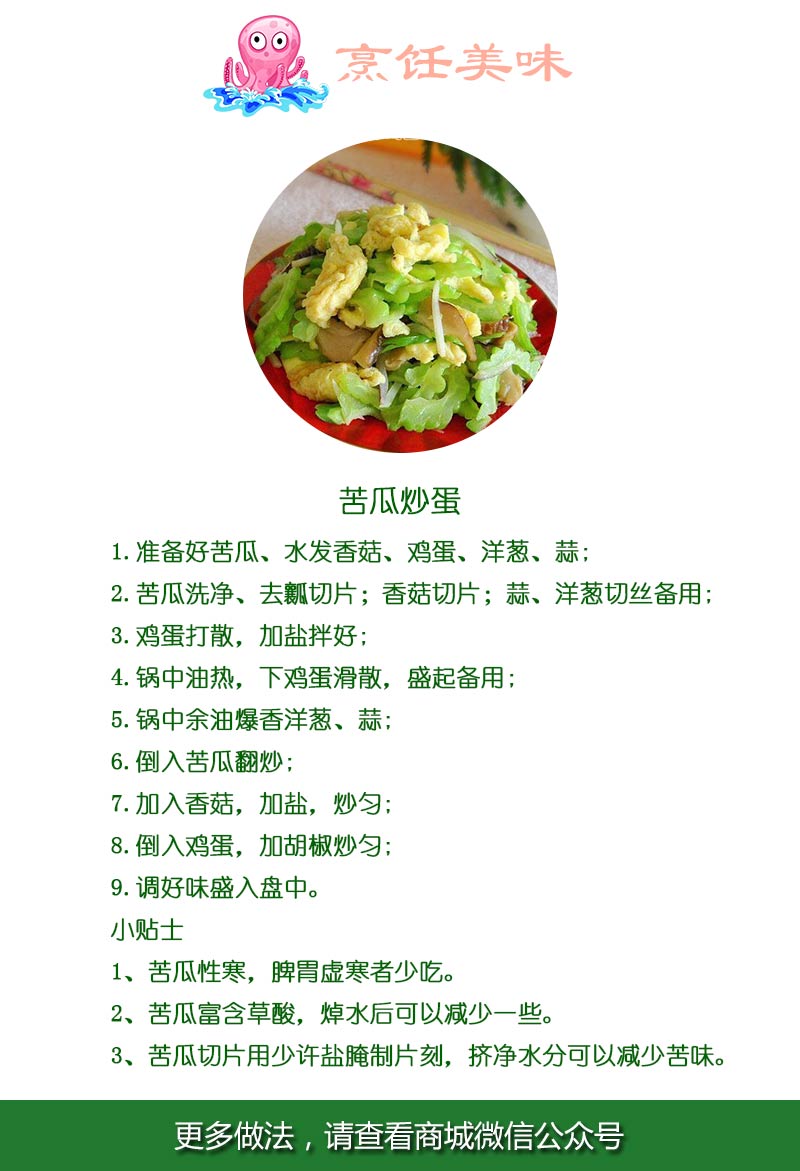 烹饪美味
苦瓜炒蛋
1.准备好苦瓜、水发香菇、鸡蛋、洋葱、蒜;
2.苦瓜洗净、去瓤切片；香菇切片；蒜、洋葱切丝备用;
3.鸡蛋打散，加盐拌好;
4.锅中油热，下鸡蛋滑散，盛起备用;
5.锅中余油爆香洋葱、蒜;
6.倒入苦瓜翻炒;
7.加入香菇，加盐，炒匀;
8.倒入鸡蛋，加胡椒炒匀;
9.调好味盛入盘中。
小贴士
1、苦瓜性寒，脾胃虚寒者少吃。
2、苦瓜富含草酸，焯水后可以减少一些。
3、苦瓜切片用少许盐腌制片刻，挤净水分可以减少苦味。
更多做法，请查看商城微信公众号